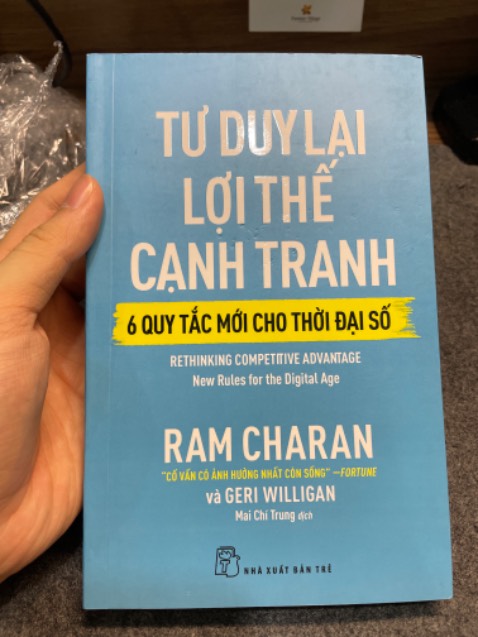 TƯ DUY LẠI
LỢI THẾ
CẠNH TRANH
6 QUY TẮC MỚI CHO THỜI ĐẠI SỐ
RETHINKING COMPETITIVE ADVANTAGE
New Rules for the Digital Age
RAM CHARAN
"CỐ VẤN CÓ ẢNH HƯỞNG NHẤT CÒN SỐNG" —FORTUNE
và GERI WILLIGAN
Mai Chí Trung dịch
NHÀ XUẤT BẢN TRẺ